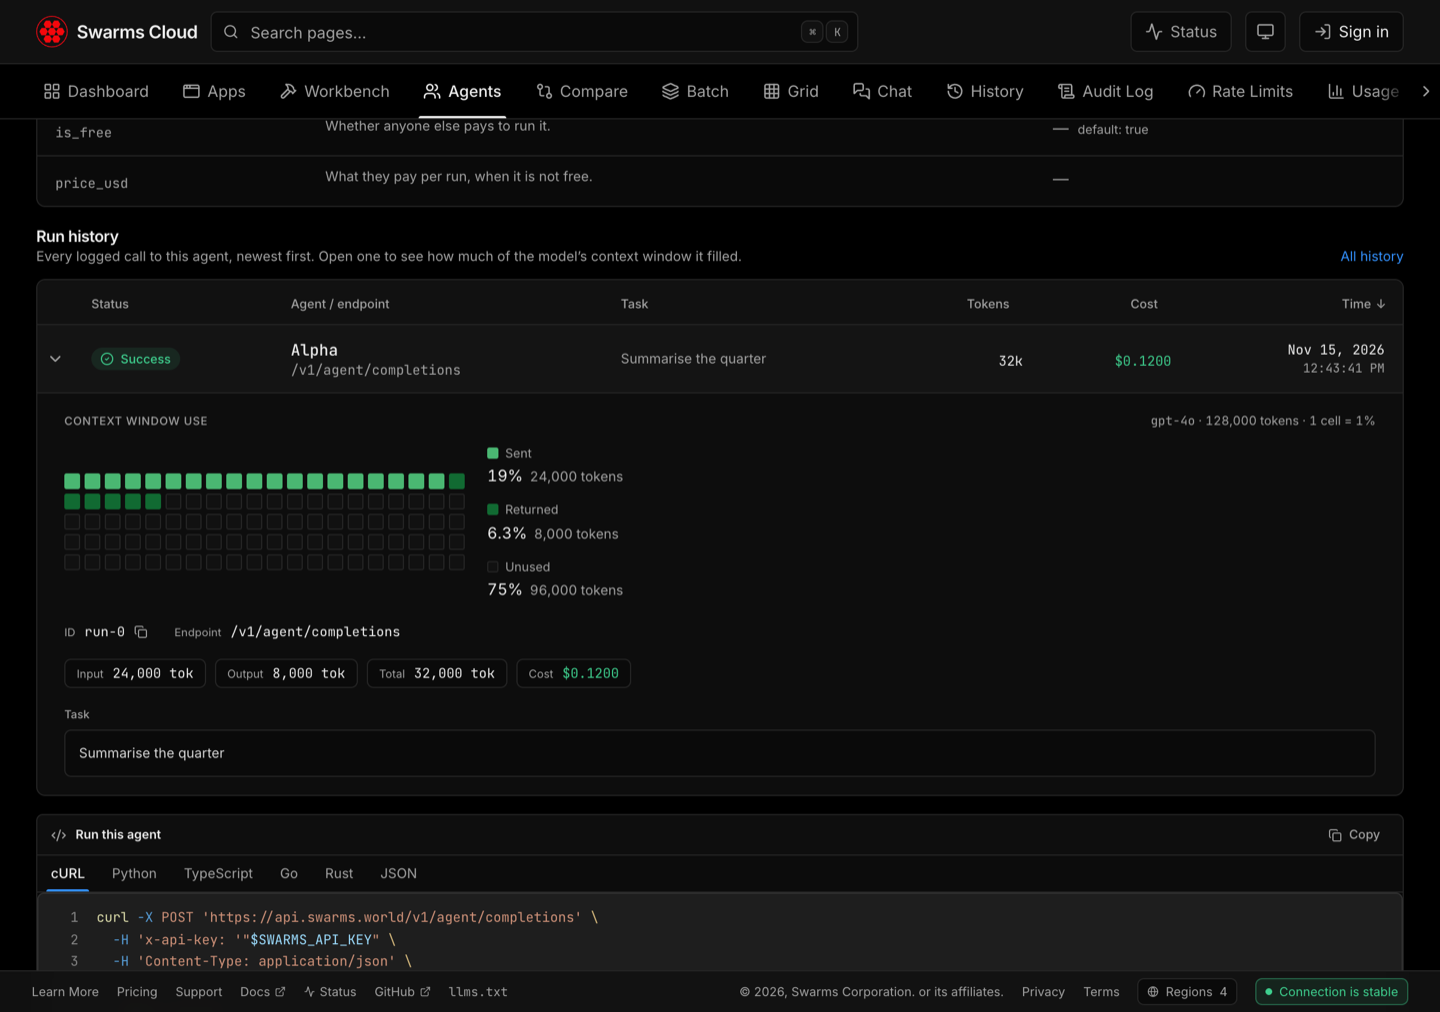 Swarms Cloud
Search pages...
⌘ K
Status
Sign in
Dashboard
Apps
Workbench
Agents
Compare
Batch
Grid
Chat
History
Audit Log
Rate Limits
Usage
is_free
Whether anyone else pays to run it.
— default: true
price_usd
What they pay per run, when it is not free.
—
Run history
Every logged call to this agent, newest first. Open one to see how much of the model’s context window it filled.
All history
Status
Agent / endpoint
Task
Tokens
Cost
Time ↓
Success
Alpha
/v1/agent/completions
Summarise the quarter
32k
$0.1200
Nov 15, 2026
12:43:41 PM
CONTEXT WINDOW USE
gpt-4o · 128,000 tokens · 1 cell = 1%
Sent
19% 24,000 tokens
Returned
6.3% 8,000 tokens
Unused
75% 96,000 tokens
ID run-0
Endpoint /v1/agent/completions
Input 24,000 tok
Output 8,000 tok
Total 32,000 tok
Cost $0.1200
Task
Summarise the quarter
Run this agent
Copy
cURL
Python
TypeScript
Go
Rust
JSON
1 curl -X POST 'https://api.swarms.world/v1/agent/completions' \
2 -H 'x-api-key: '"$SWARMS_API_KEY" \
3 -H 'Content-Type: application/json' \
Learn More
Pricing
Support
Docs
Status
GitHub
llms.txt
© 2026, Swarms Corporation. or its affiliates.
Privacy
Terms
Regions 4
Connection is stable